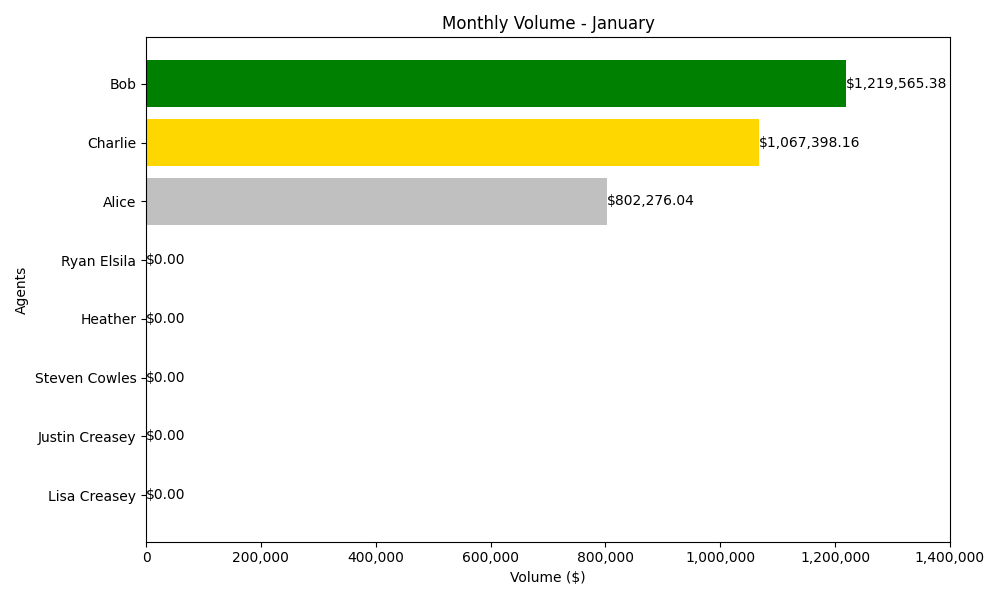 Monthly Volume - January
Bob $1,219,565.38
Charlie $1,067,398.16
Alice $802,276.04
Ryan Elsila $0.00
Heather $0.00
Steven Cowles $0.00
Justin Creasey $0.00
Lisa Creasey $0.00
Agents
0 200,000 400,000 600,000 800,000 1,000,000 1,200,000 1,400,000
Volume ($)